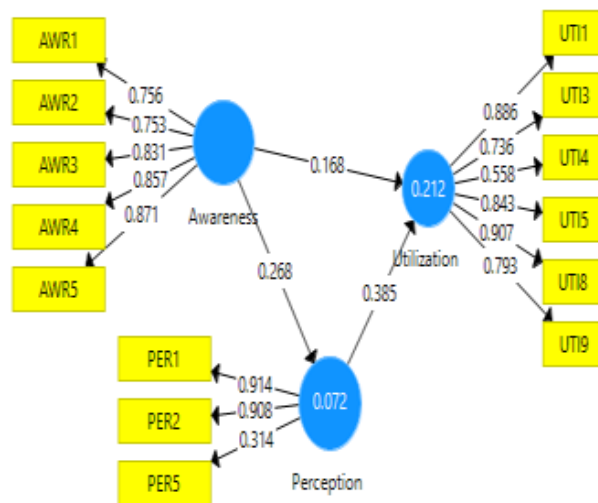 AWR1
AWR2
AWR3
AWR4
AWR5
0.756
0.753
0.831
0.857
0.871
Awareness
0.168
0.268
0.385
UTI1
UTI3
UTI4
UTI5
UTI8
UTI9
0.886
0.736
0.558
0.843
0.907
0.793
0.212
Utilization
PER1
PER2
PER5
0.914
0.908
0.314
0.072
Perception